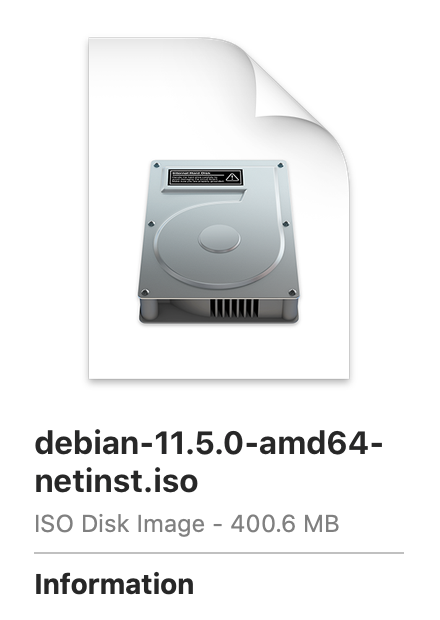 debian-11.5.0-amd64-
netinst.iso
ISO Disk Image - 400.6 MB
Information